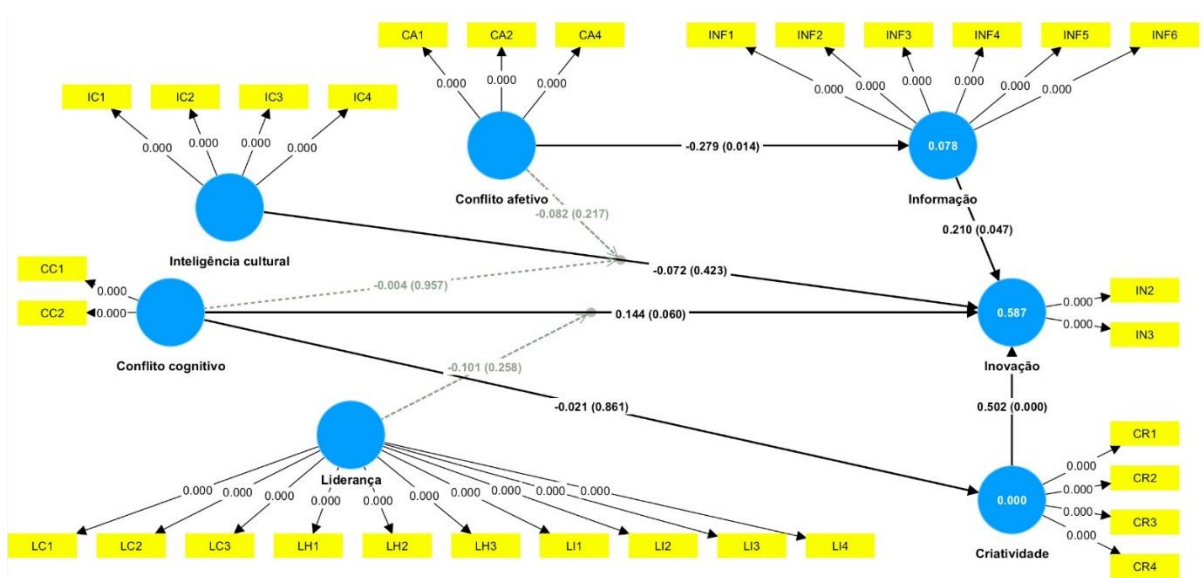 CA1
CA2
CA4
INF1
INF2
INF3
INF4
INF5
INF6
0.000
0.000
0.000
0.000
0.000
0.000
0.000
0.000
0.000
IC1
IC2
IC3
IC4
0.000
0.000
0.000
0.000
-0.279 (0.014)
0.078
Conflito afetivo
Informação
-0.082 (0.217)
0.210 (0.047)
Inteligência cultural
-0.072 (0.423)
CC1
CC2
0.000
0.000
-0.004 (0.957)
0.144 (0.060)
0.587
0.000
0.000
IN2
IN3
Conflito cognitivo
Inovação
-0.101 (0.258)
-0.021 (0.861)
0.502 (0.000)
Liderança
0.000
0.000
0.000
0.000
0.000
0.000
0.000
0.000
0.000
0.000
LC1
LC2
LC3
LH1
LH2
LH3
LI1
LI2
LI3
LI4
0.000
Criatividade
0.000
0.000
0.000
0.000
CR1
CR2
CR3
CR4